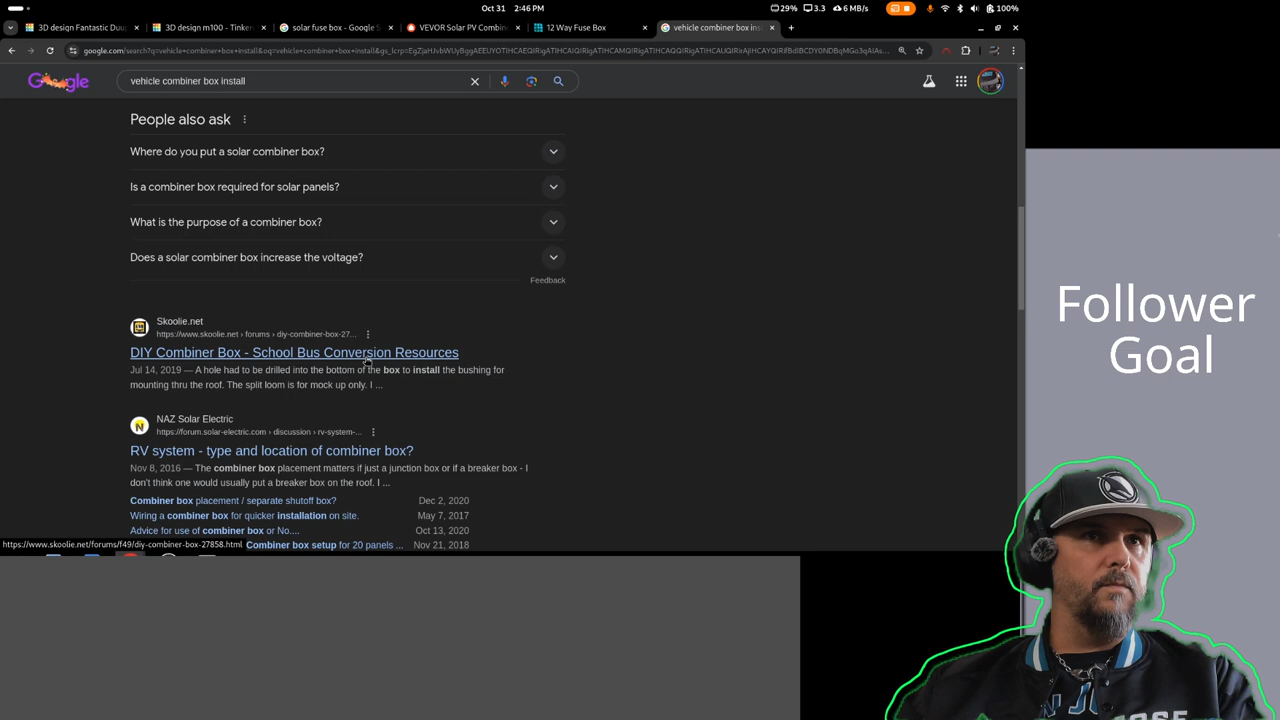 Oct 31 2:46 PM
29% 3.3 6 MB/s 100%
3D design Fantastic Doug
3D design m100 - Tinker
solar fuse box - Google S
VEVOR Solar PV Combin
12 Way Fuse Box
vehicle combiner box ins
Google
vehicle combiner box install
People also ask
Where do you put a solar combiner box?
Is a combiner box required for solar panels?
What is the purpose of a combiner box?
Does a solar combiner box increase the voltage?
Feedback
Skoolie.net
https://www.skoolie.net › forums › diy-combiner-box-27...
DIY Combiner Box - School Bus Conversion Resources
Jul 14, 2019 — A hole had to be drilled into the bottom of the box to install the bushing for
mounting thru the roof. The split loom is for mock up only. I ...
NAZ Solar Electric
https://forum.solar-electric.com › discussion › rv-system-...
RV system - type and location of combiner box?
Nov 8, 2016 — The combiner box placement matters if just a junction box or if a breaker box - I
don't think one would usually put a breaker box on the roof. I ...
Combiner box placement / separate shutoff box? Dec 2, 2020
Wiring a combiner box for quicker installation on site. May 7, 2017
Advice for use of combiner box or No.... Oct 13, 2020
Combiner box setup for 20 panels ... Nov 21, 2018
https://www.skoolie.net/forums/f49/diy-combiner-box-27858.html
Follower
Goal